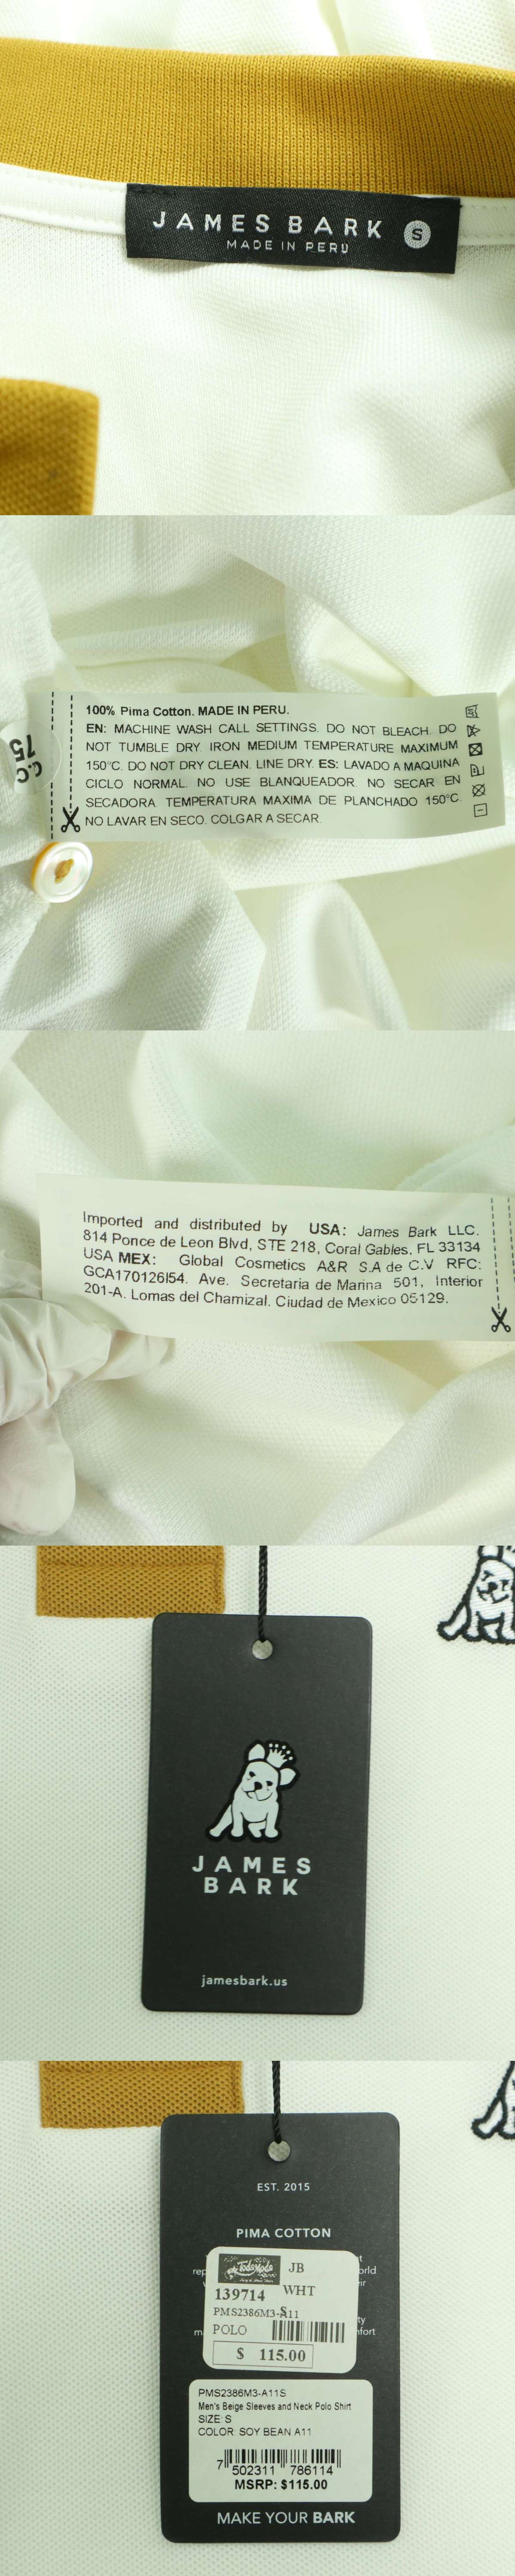 JAMES BARK S
MADE IN PERU
C.C
75
100% Pima Cotton. MADE IN PERU.
EN: MACHINE WASH CALL SETTINGS. DO NOT BLEACH. DO
NOT TUMBLE DRY. IRON MEDIUM TEMPERATURE MAXIMUM
150°C. DO NOT DRY CLEAN. LINE DRY. ES: LAVADO A MAQUINA
CICLO NORMAL. NO USE BLANQUEADOR. NO SECAR EN
SECADORA. TEMPERATURA MAXIMA DE PLANCHADO 150°C.
NO LAVAR EN SECO. COLGAR A SECAR.
Imported and distributed by USA: James Bark LLC.
814 Ponce de Leon Blvd, STE 218, Coral Gables, FL 33134
USA MEX: Global Cosmetics A&R S.A de C.V RFC:
GCA170126I54. Ave. Secretaria de Marina 501, Interior
201-A. Lomas del Chamizal. Ciudad de Mexico 05129.
JAMES
BARK
jamesbark.us
EST. 2015
PIMA COTTON
TodoModa
JB
139714 WHT
S
PMS2386M3-A11
POLO
$ 115.00
PMS2386M3-A11S
Men's Beige Sleeves and Neck Polo Shirt
SIZE: S
COLOR: SOY BEAN A11
7 502311 786114
MSRP: $115.00
MAKE YOUR BARK